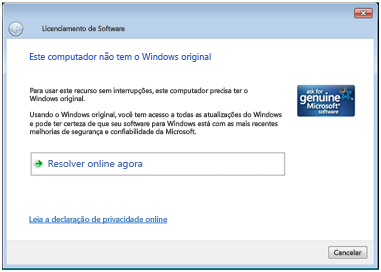 Licenciamento de Software
Este computador não tem o Windows original
Para usar este recurso sem interrupções, este computador precisa ter o
Windows original.
Usando o Windows original, você tem acesso a todas as atualizações do Windows
e pode ter certeza de que seu software para Windows está com as mais recentes
melhorias de segurança e confiabilidade da Microsoft.
ask for
genuine
Microsoft®
software
Resolver online agora
Leia a declaração de privacidade online
Cancelar